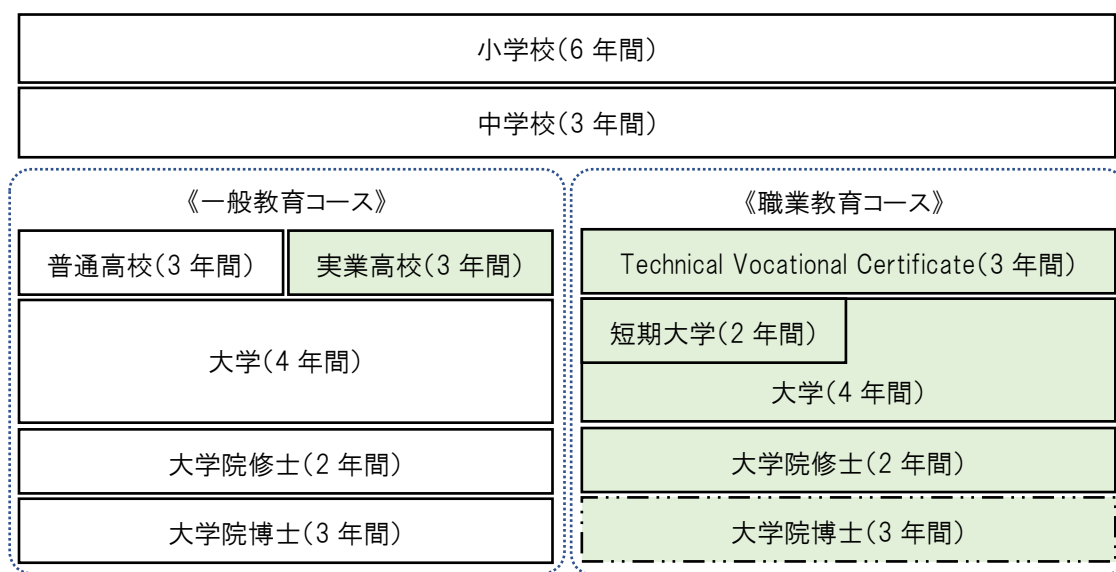 小学校(6 年間)
中学校(3 年間)
《一般教育コース》
普通高校(3 年間)
実業高校(3 年間)
大学(4 年間)
大学院修士(2 年間)
大学院博士(3 年間)
《職業教育コース》
Technical Vocational Certificate(3 年間)
短期大学(2 年間)
大学(4 年間)
大学院修士(2 年間)
大学院博士(3 年間)